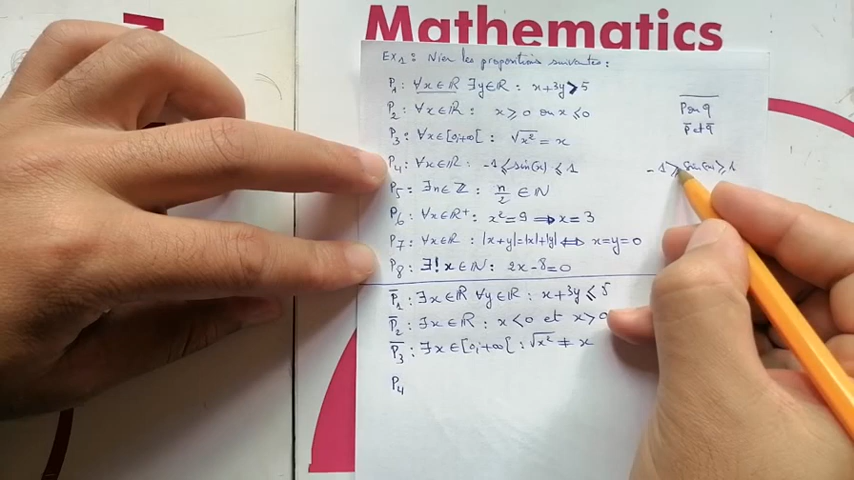 Mathematics
Ex1: Nier les propositions suivantes:
P1: ∀x∈ℝ ∃y∈ℝ : x+3y>5
P2: ∀x∈ℝ : x⩾0 ou x⩽0
P3: ∀x∈[0;+∞[ : √x² = x
P4: ∀x∈ℝ : -1⩽sin(x)⩽1
P5: ∃n∈ℤ : n/2 ∈ ℕ
P6: ∀x∈ℝ⁺ : x²=9 ⟹ x=3
P7: ∀x∈ℝ : |x+y|=|x|+|y| ⟺ x=y=0
P8: ∃!x∈ℕ : 2x-8=0
P̅1: ∃x∈ℝ ∀y∈ℝ : x+3y⩽5
P̅2: ∃x∈ℝ : x<0 et x>0
P̅3: ∃x∈[0;+∞[ : √x² ≠ x
P4
p ou q
p̅ et q̅
-1⩾ sin(x)⩾1